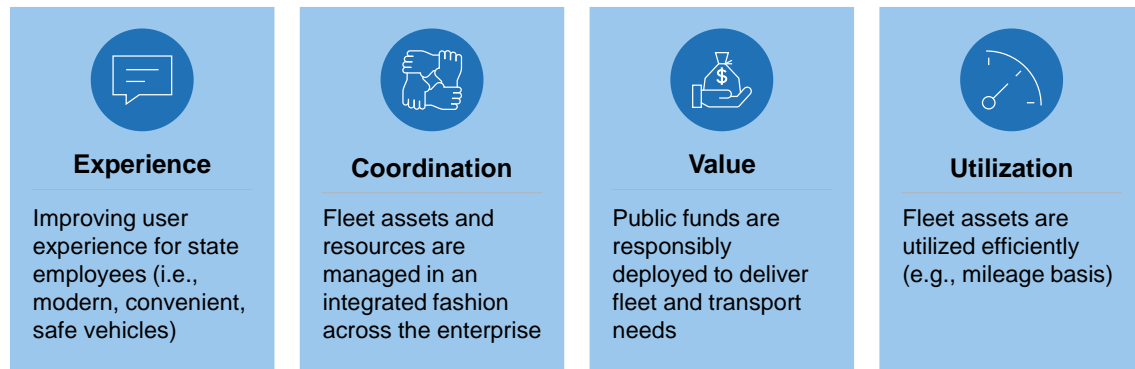 Experience
Improving user
experience for state
employees (i.e.,
modern, convenient,
safe vehicles)
Coordination
Fleet assets and
resources are
managed in an
integrated fashion
across the enterprise
$
Value
Public funds are
responsibly
deployed to deliver
fleet and transport
needs
Utilization
Fleet assets are
utilized efficiently
(e.g., mileage basis)